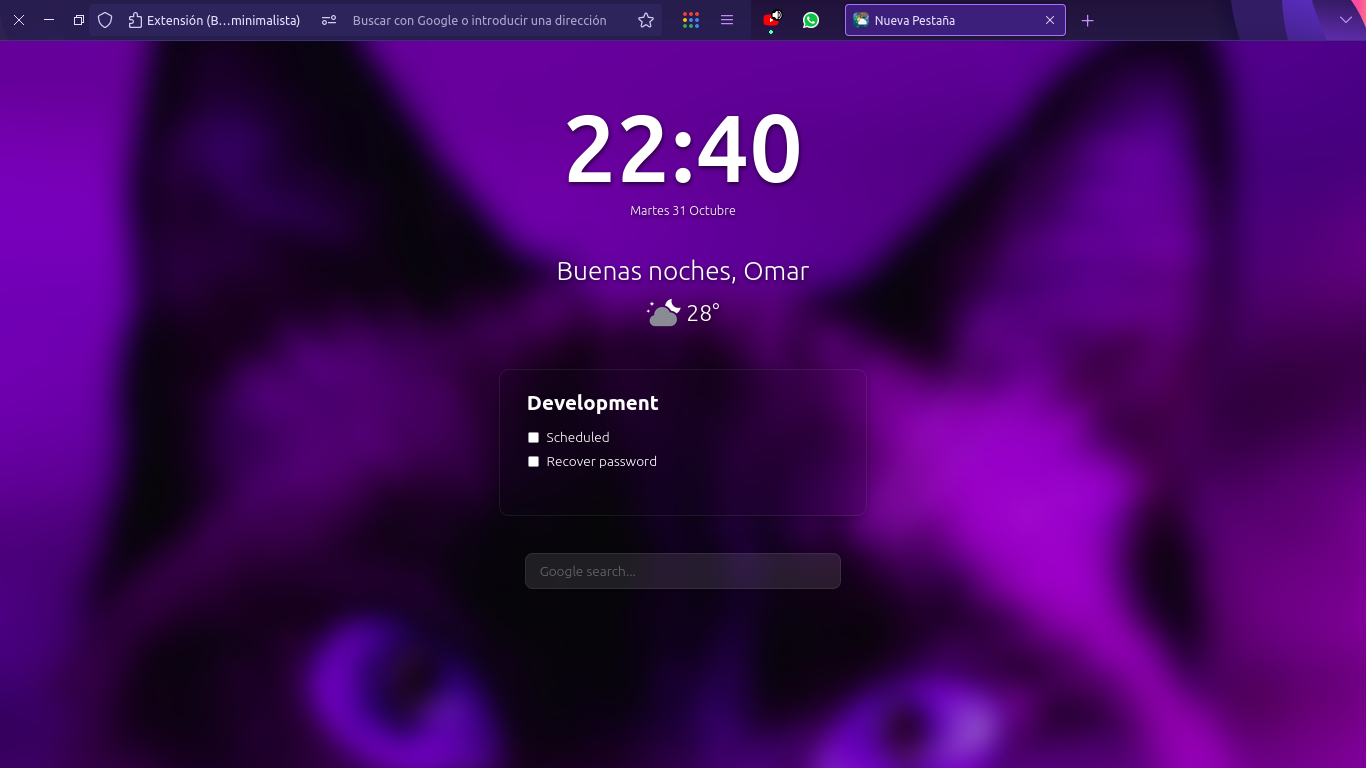 Extensión (B…minimalista)
Buscar con Google o introducir una dirección
Nueva Pestaña
22:40
Martes 31 Octubre
Buenas noches, Omar
28°
Development
Scheduled
Recover password
Google search...